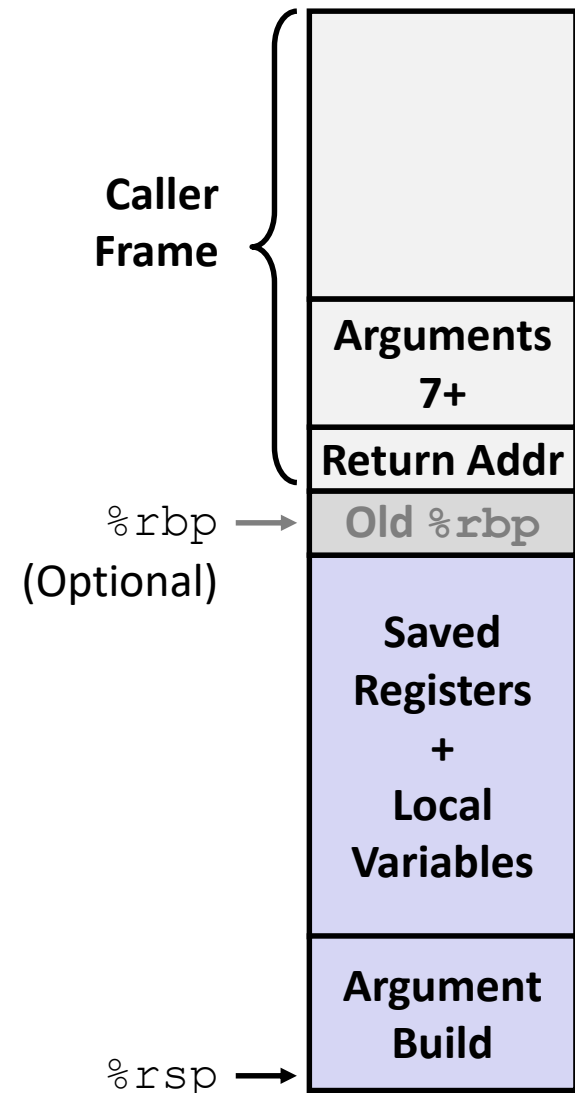 Caller
Frame
Arguments
7+
Return Addr
%rbp
(Optional)
Old %rbp
Saved
Registers
+
Local
Variables
Argument
Build
%rsp